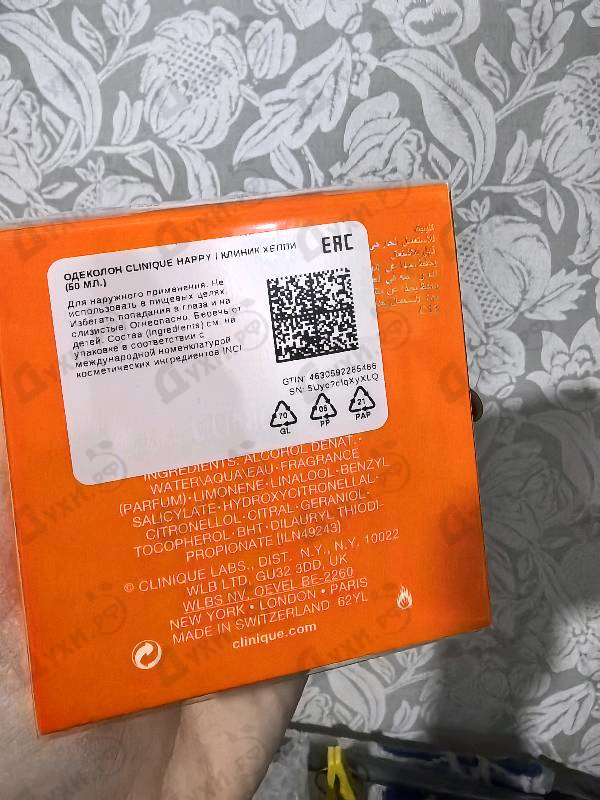 ОДЕКОЛОН CLINIQUE HAPPY / КЛИНИК ХЕППИ
(50 МЛ.)
EAC
Для наружного применения. Не
использовать в пищевых целях.
Избегать попадания в глаза и на
слизистые. Огнеопасно. Беречь от
детей. Состав (Ingredients) см. на
упаковке в соответствии с
международной номенклатурой
косметических ингредиентов INCI
GTIN: 4630592285486
SN: 5Uyc?clqXyXLQ
70
GL
05
PP
21
PAP
INGREDIENTS: ALCOHOL DENAT.·
WATER\AQUA\EAU·FRAGRANCE
(PARFUM)·LIMONENE·LINALOOL·BENZYL
SALICYLATE·HYDROXYCITRONELLAL·
CITRONELLOL·CITRAL·GERANIOL·
TOCOPHEROL·BHT·DILAURYL THIODI-
PROPIONATE [ILN49243]
© CLINIQUE LABS., DIST. N.Y., N.Y. 10022
WLB LTD, GU32 3DD, UK
WLBS NV. OEVEL BE-2260
NEW YORK • LONDON • PARIS
MADE IN SWITZERLAND 62YL
clinique.com
Духи.рф